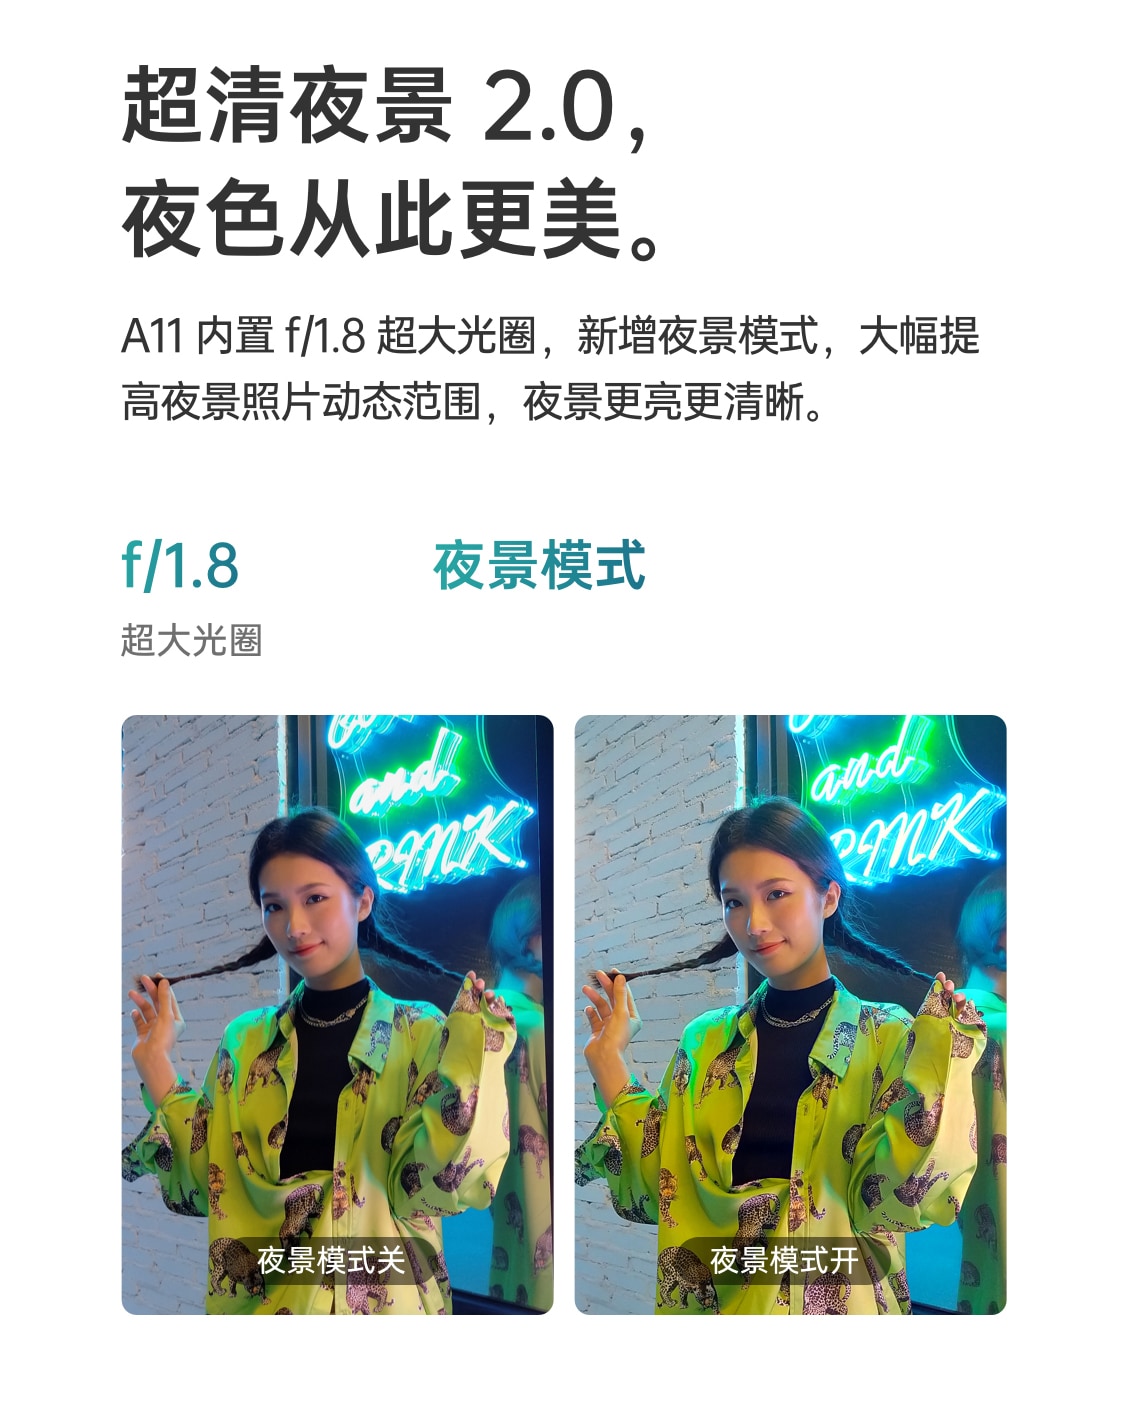 超清夜景 2.0，
夜色从此更美。
A11 内置 f/1.8 超大光圈，新增夜景模式，大幅提
高夜景照片动态范围，夜景更亮更清晰。
f/1.8
夜景模式
超大光圈
and
and
夜景模式关
夜景模式开